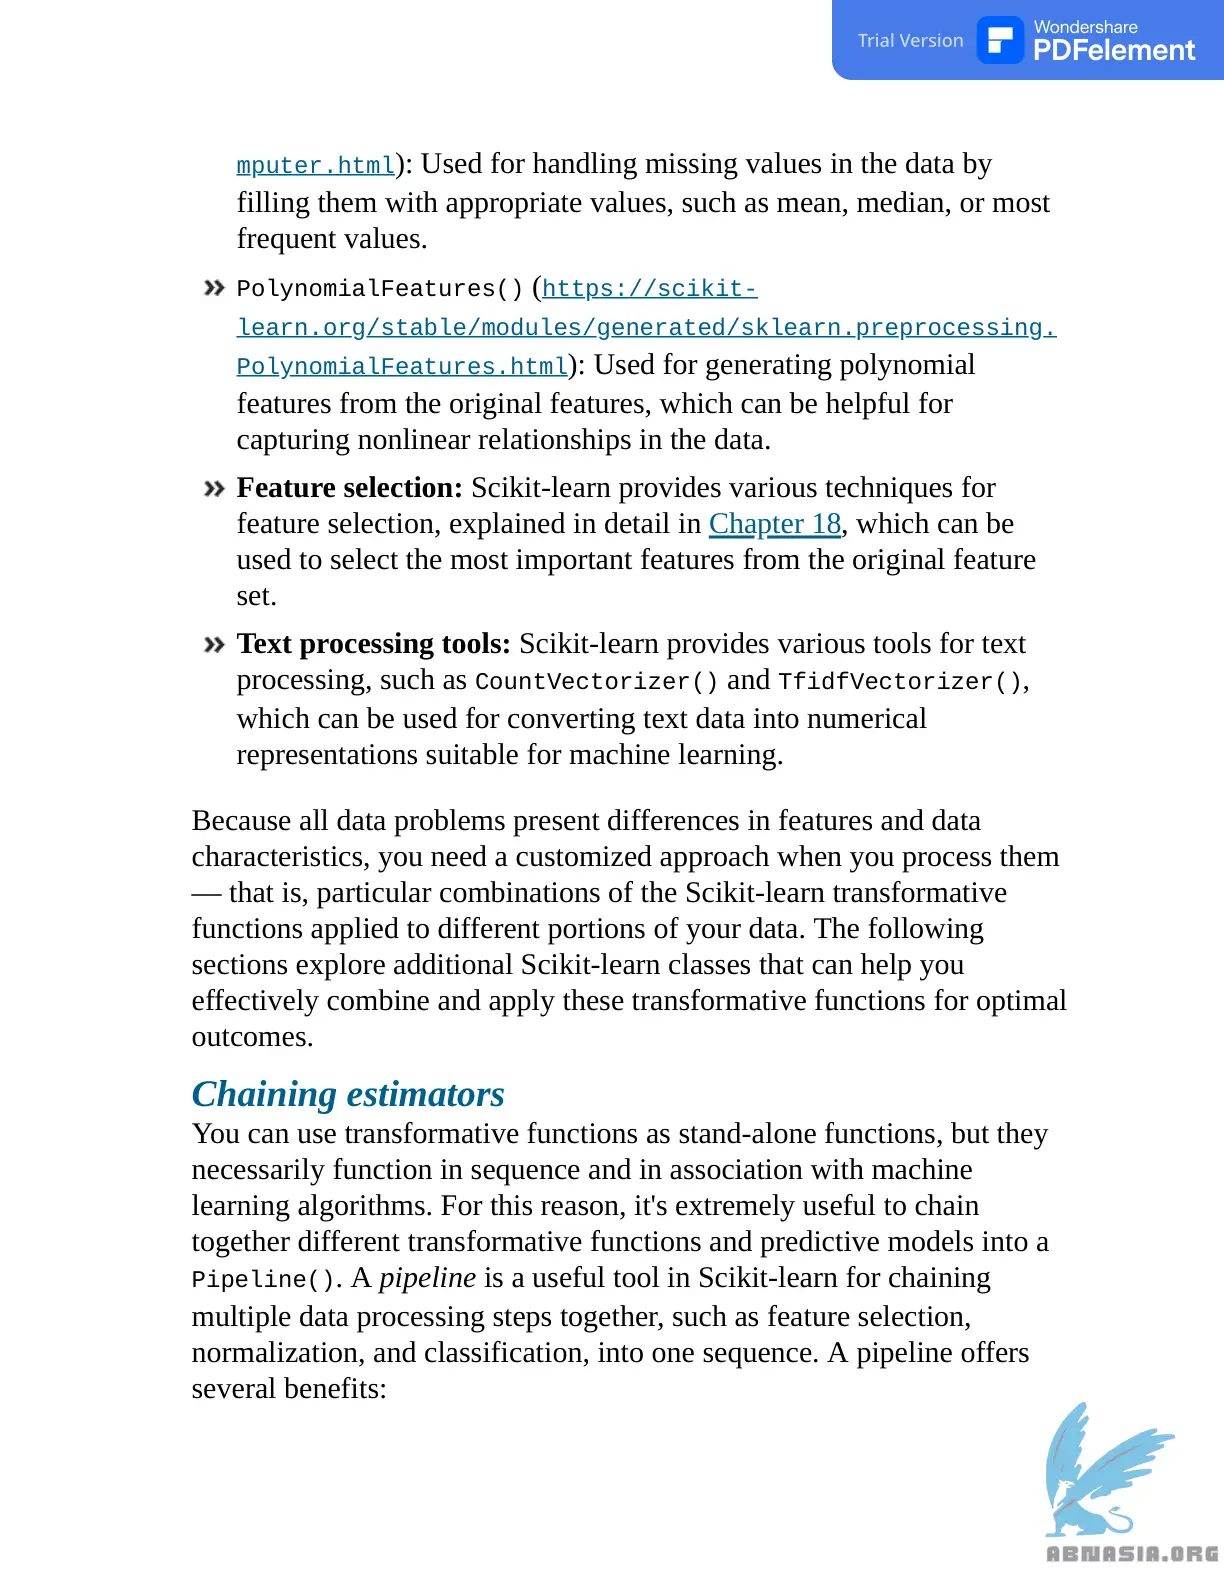 Trial Version
Wondershare
PDFelement
mputer.html): Used for handling missing values in the data by
filling them with appropriate values, such as mean, median, or most
frequent values.
PolynomialFeatures() (https://scikit-
learn.org/stable/modules/generated/sklearn.preprocessing.
PolynomialFeatures.html): Used for generating polynomial
features from the original features, which can be helpful for
capturing nonlinear relationships in the data.
Feature selection: Scikit-learn provides various techniques for
feature selection, explained in detail in Chapter 18, which can be
used to select the most important features from the original feature
set.
Text processing tools: Scikit-learn provides various tools for text
processing, such as CountVectorizer() and TfidfVectorizer(),
which can be used for converting text data into numerical
representations suitable for machine learning.
Because all data problems present differences in features and data
characteristics, you need a customized approach when you process them
— that is, particular combinations of the Scikit-learn transformative
functions applied to different portions of your data. The following
sections explore additional Scikit-learn classes that can help you
effectively combine and apply these transformative functions for optimal
outcomes.
Chaining estimators
You can use transformative functions as stand-alone functions, but they
necessarily function in sequence and in association with machine
learning algorithms. For this reason, it's extremely useful to chain
together different transformative functions and predictive models into a
Pipeline(). A pipeline is a useful tool in Scikit-learn for chaining
multiple data processing steps together, such as feature selection,
normalization, and classification, into one sequence. A pipeline offers
several benefits:
ABNASIA.ORG